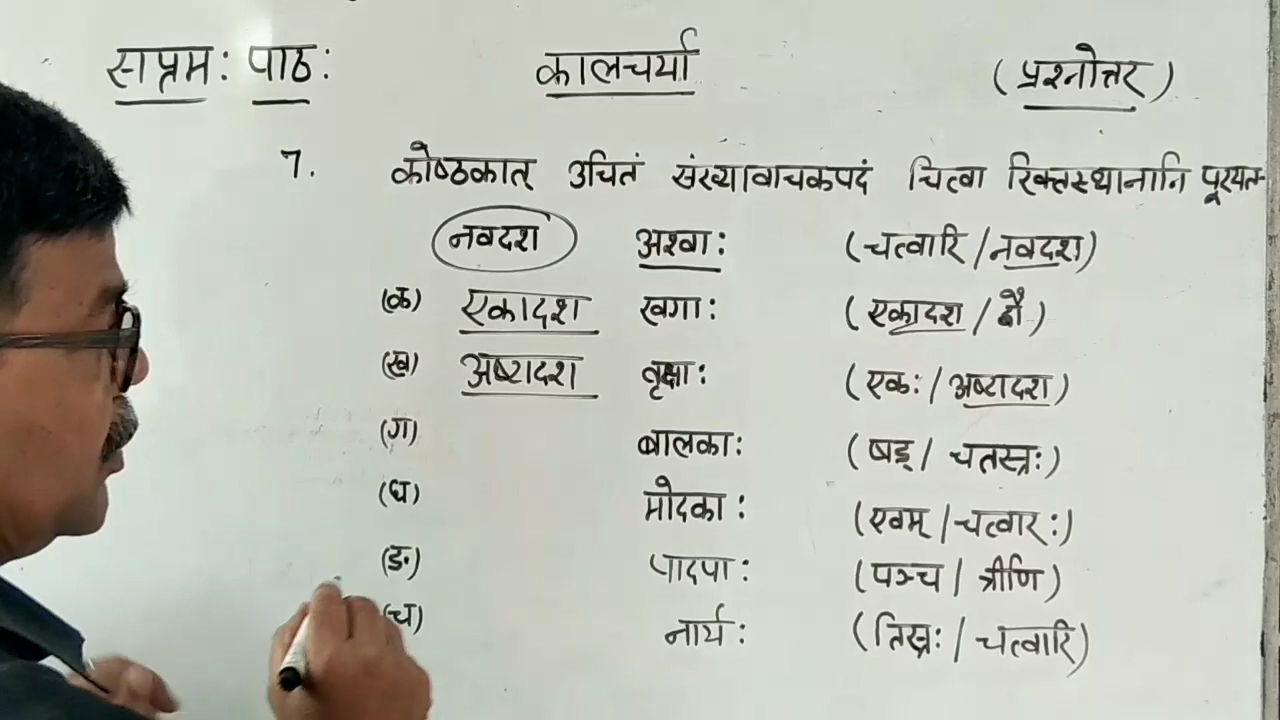 सप्तमः पाठः कालचर्या (प्रश्नोत्तर)
7. कोष्ठकात् उचितं संख्यावाचकपदं चित्वा रिक्तस्थानानि पूरयत-
नवदश अश्वाः (चत्वारि/नवदश)
(क) एकादश खगाः (एकादश/द्वौ)
(ख) अष्टादश वृक्षाः (एकः/अष्टादश)
(ग) बालकाः (षड्/चतस्त्रः)
(घ) मोदकाः (एवम्/चत्वारः)
(ङ) पादपाः (पञ्च/त्रीणि)
(च) नार्यः (तिस्त्रः/चत्वारि)